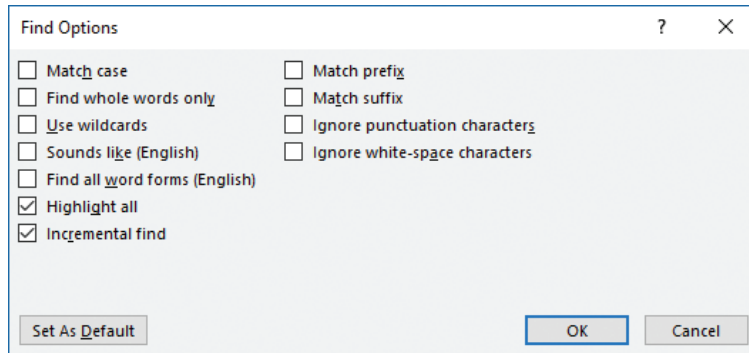 Find Options
?
Match case
Find whole words only
Use wildcards
Sounds like (English)
Find all word forms (English)
Highlight all
Incremental find
Match prefix
Match suffix
Ignore punctuation characters
Ignore white-space characters
Set As Default
OK
Cancel